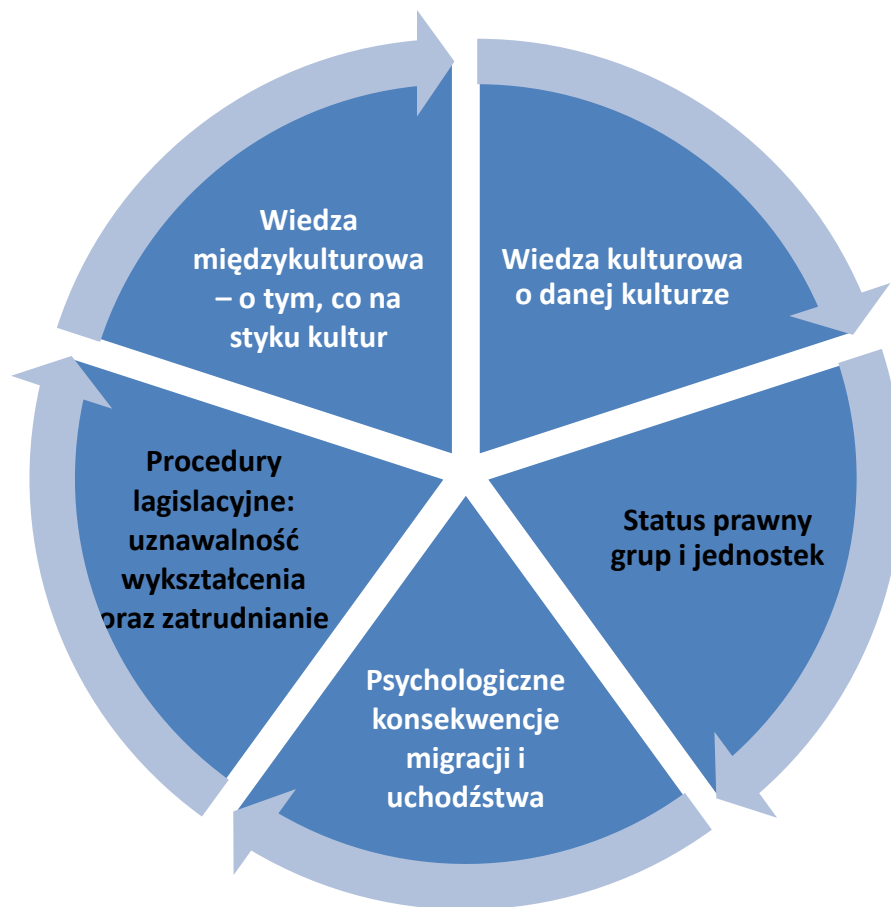 Wiedza
międzykulturowa
– o tym, co na
styku kultur
Wiedza kulturowa
o danej kulturze
Procedury
lagislacyjne:
uznawalność
wykształcenia
oraz zatrudnianie
Status prawny
grup i jednostek
Psychologiczne
konsekwencje
migracji i
uchodźstwa